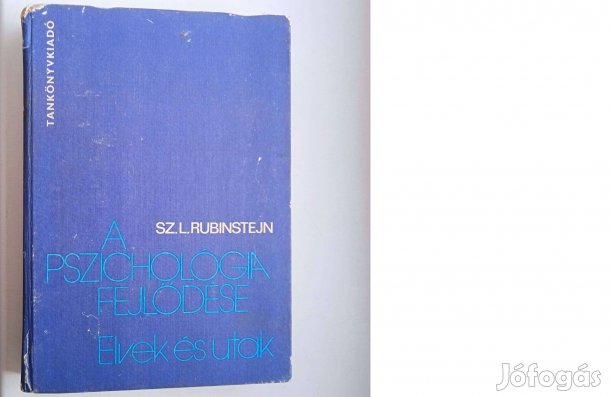 TANKÖNYVKIADÓ
SZ. L. RUBINSTEJN
A
PSZICHOLÓGIA
FEJLŐDÉSE
Elvek és utak
Jófogás